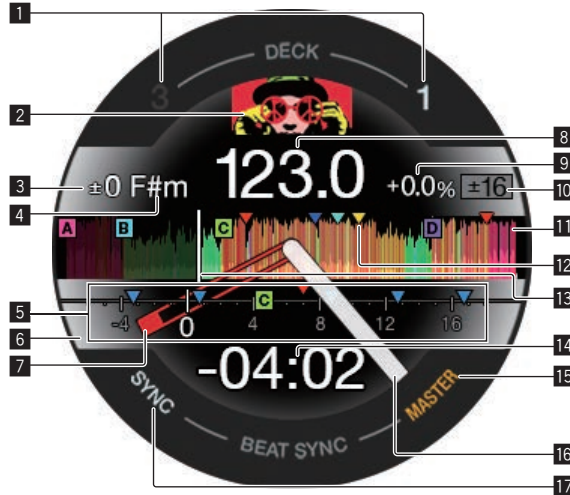 1
DECK
3 1
2
8
123.0
9
3 ±0 F#m +0.0% ±16 10
4
A B C D 11
12
13
5 C
-4 0 4 8 12 16
6
7
-04:02 14
SYNC MASTER 15
BEAT SYNC
16
17